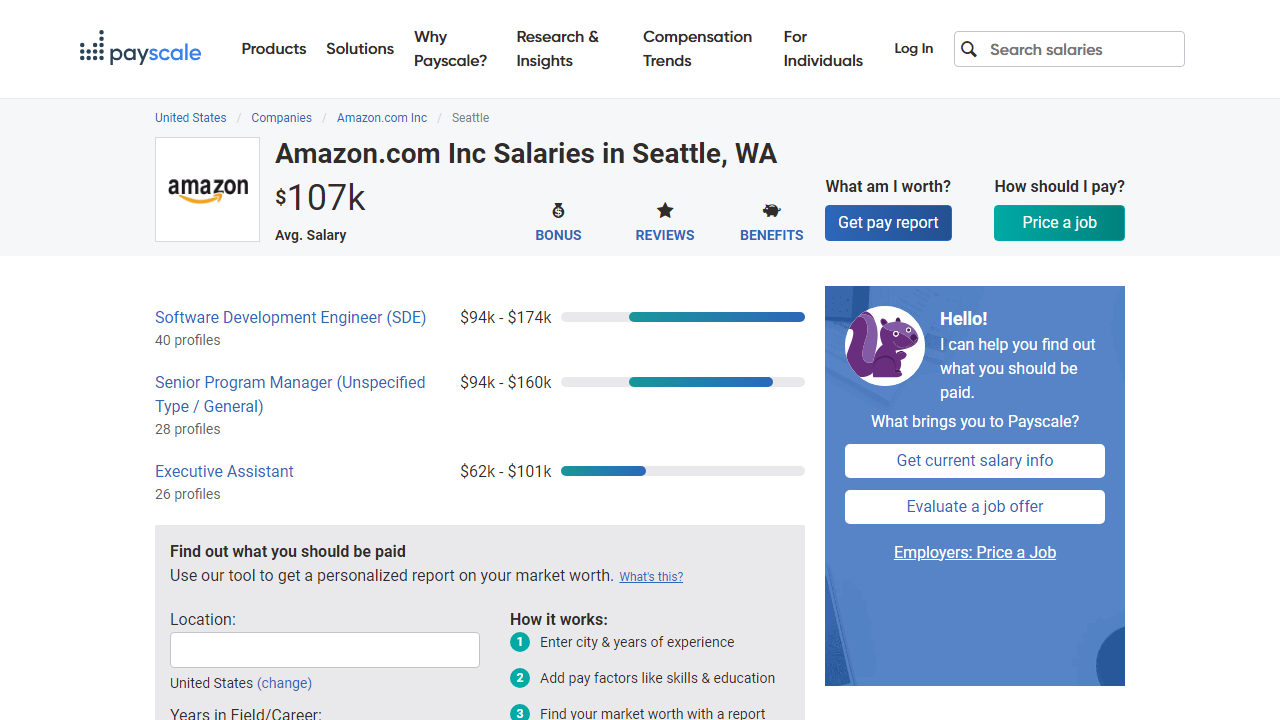 payscale
Products
Solutions
Why
Payscale?
Research &
Insights
Compensation
Trends
For
Individuals
Log In
Search salaries
United States / Companies / Amazon.com Inc / Seattle
amazon
Amazon.com Inc Salaries in Seattle, WA
$107k
Avg. Salary
BONUS
REVIEWS
BENEFITS
What am I worth?
Get pay report
How should I pay?
Price a job
Software Development Engineer (SDE)
40 profiles
$94k - $174k
Senior Program Manager (Unspecified
Type / General)
28 profiles
$94k - $160k
Executive Assistant
26 profiles
$62k - $101k
Find out what you should be paid
Use our tool to get a personalized report on your market worth. What's this?
Location:
United States (change)
Years in Field/Career:
How it works:
1 Enter city & years of experience
2 Add pay factors like skills & education
3 Find your market worth with a report
Hello!
I can help you find out
what you should be
paid.
What brings you to Payscale?
Get current salary info
Evaluate a job offer
Employers: Price a Job